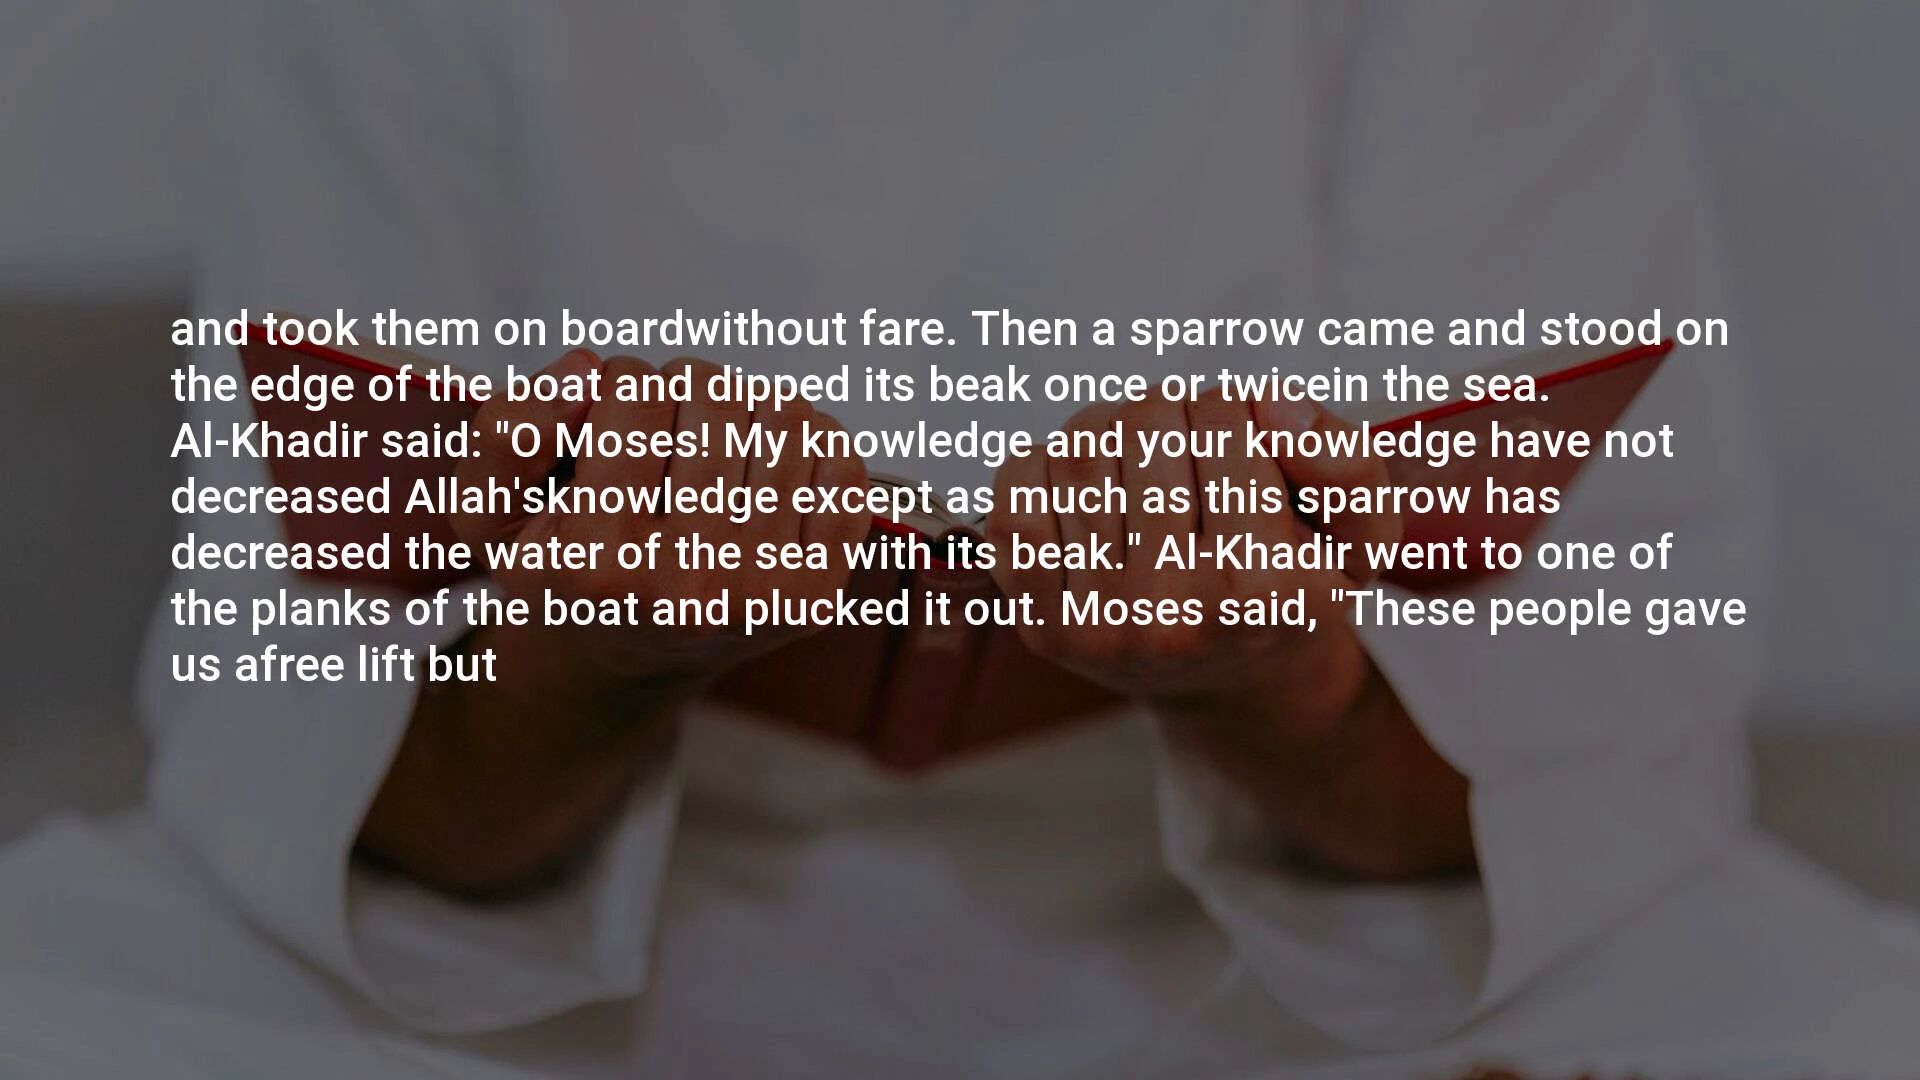 and took them on boardwithout fare. Then a sparrow came and stood on
the edge of the boat and dipped its beak once or twicein the sea.
Al-Khadir said: "O Moses! My knowledge and your knowledge have not
decreased Allah'sknowledge except as much as this sparrow has
decreased the water of the sea with its beak." Al-Khadir went to one of
the planks of the boat and plucked it out. Moses said, "These people gave
us afree lift but